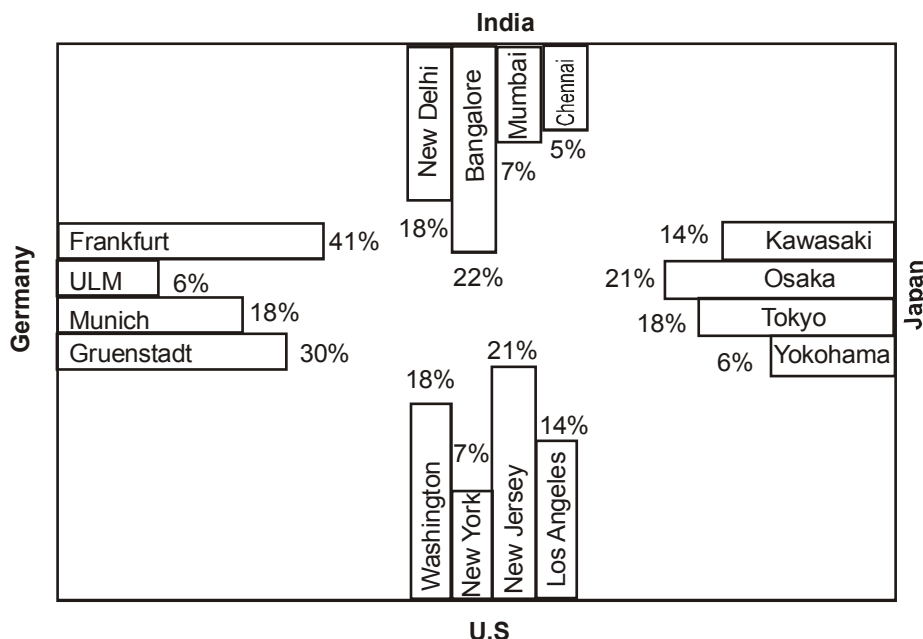 India
New Delhi
Bangalore
Mumbai
Chennai
5%
7%
18%
22%
Germany
Frankfurt
41%
ULM
6%
Munich
18%
Gruenstadt
30%
14%
Kawasaki
21%
Osaka
18%
Tokyo
6%
Yokohama
Japan
18%
7%
21%
14%
Washington
New York
New Jersey
Los Angeles
U.S